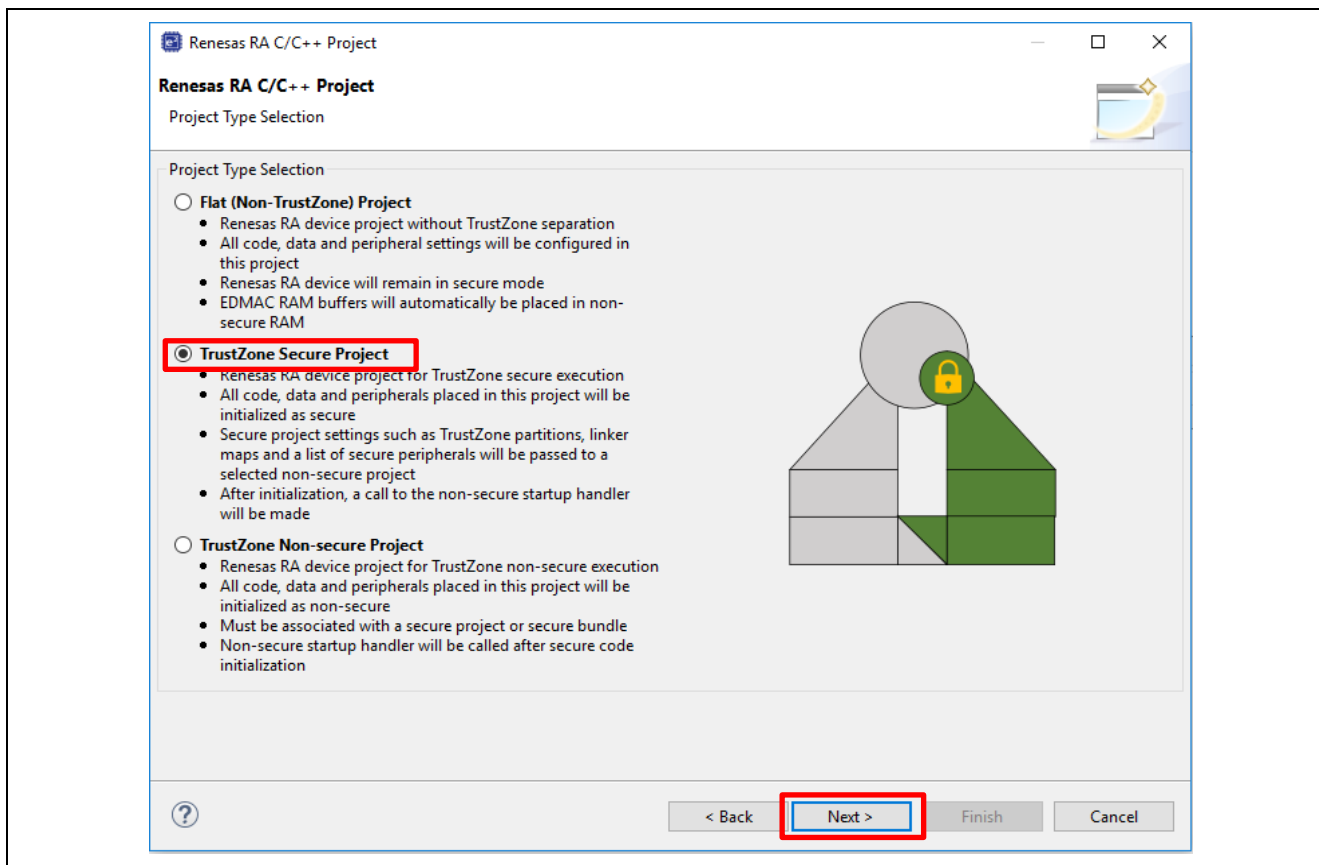 Renesas RA C/C++ Project
Renesas RA C/C++ Project
Project Type Selection
Project Type Selection
Flat (Non-TrustZone) Project
• Renesas RA device project without TrustZone separation
• All code, data and peripheral settings will be configured in
this project
• Renesas RA device will remain in secure mode
• EDMAC RAM buffers will automatically be placed in non-
secure RAM
TrustZone Secure Project
• Renesas RA device project for TrustZone secure execution
• All code, data and peripherals placed in this project will be
initialized as secure
• Secure project settings such as TrustZone partitions, linker
maps and a list of secure peripherals will be passed to a
selected non-secure project
• After initialization, a call to the non-secure startup handler
will be made
TrustZone Non-secure Project
• Renesas RA device project for TrustZone non-secure execution
• All code, data and peripherals placed in this project will be
initialized as non-secure
• Must be associated with a secure project or secure bundle
• Non-secure startup handler will be called after secure code
initialization
? < Back Next > Finish Cancel